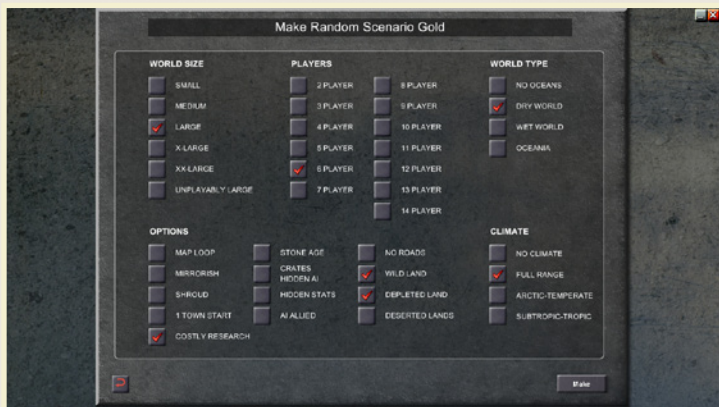 Make Random Scenario Gold
WORLD SIZE
SMALL
MEDIUM
LARGE
X-LARGE
XX-LARGE
UNPLAYABLY LARGE
PLAYERS
2 PLAYER
3 PLAYER
4 PLAYER
5 PLAYER
6 PLAYER
7 PLAYER
8 PLAYER
9 PLAYER
10 PLAYER
11 PLAYER
12 PLAYER
13 PLAYER
14 PLAYER
WORLD TYPE
NO OCEANS
DRY WORLD
WET WORLD
OCEANIA
OPTIONS
MAP LOOP
MIRRORISH
SHROUD
1 TOWN START
COSTLY RESEARCH
STONE AGE
CRATES
HIDDEN AI
HIDDEN STATS
AI ALLIED
NO ROADS
WILD LAND
DEPLETED LAND
DESERTED LANDS
CLIMATE
NO CLIMATE
FULL RANGE
ARCTIC-TEMPERATE
SUBTROPIC-TROPIC
Make